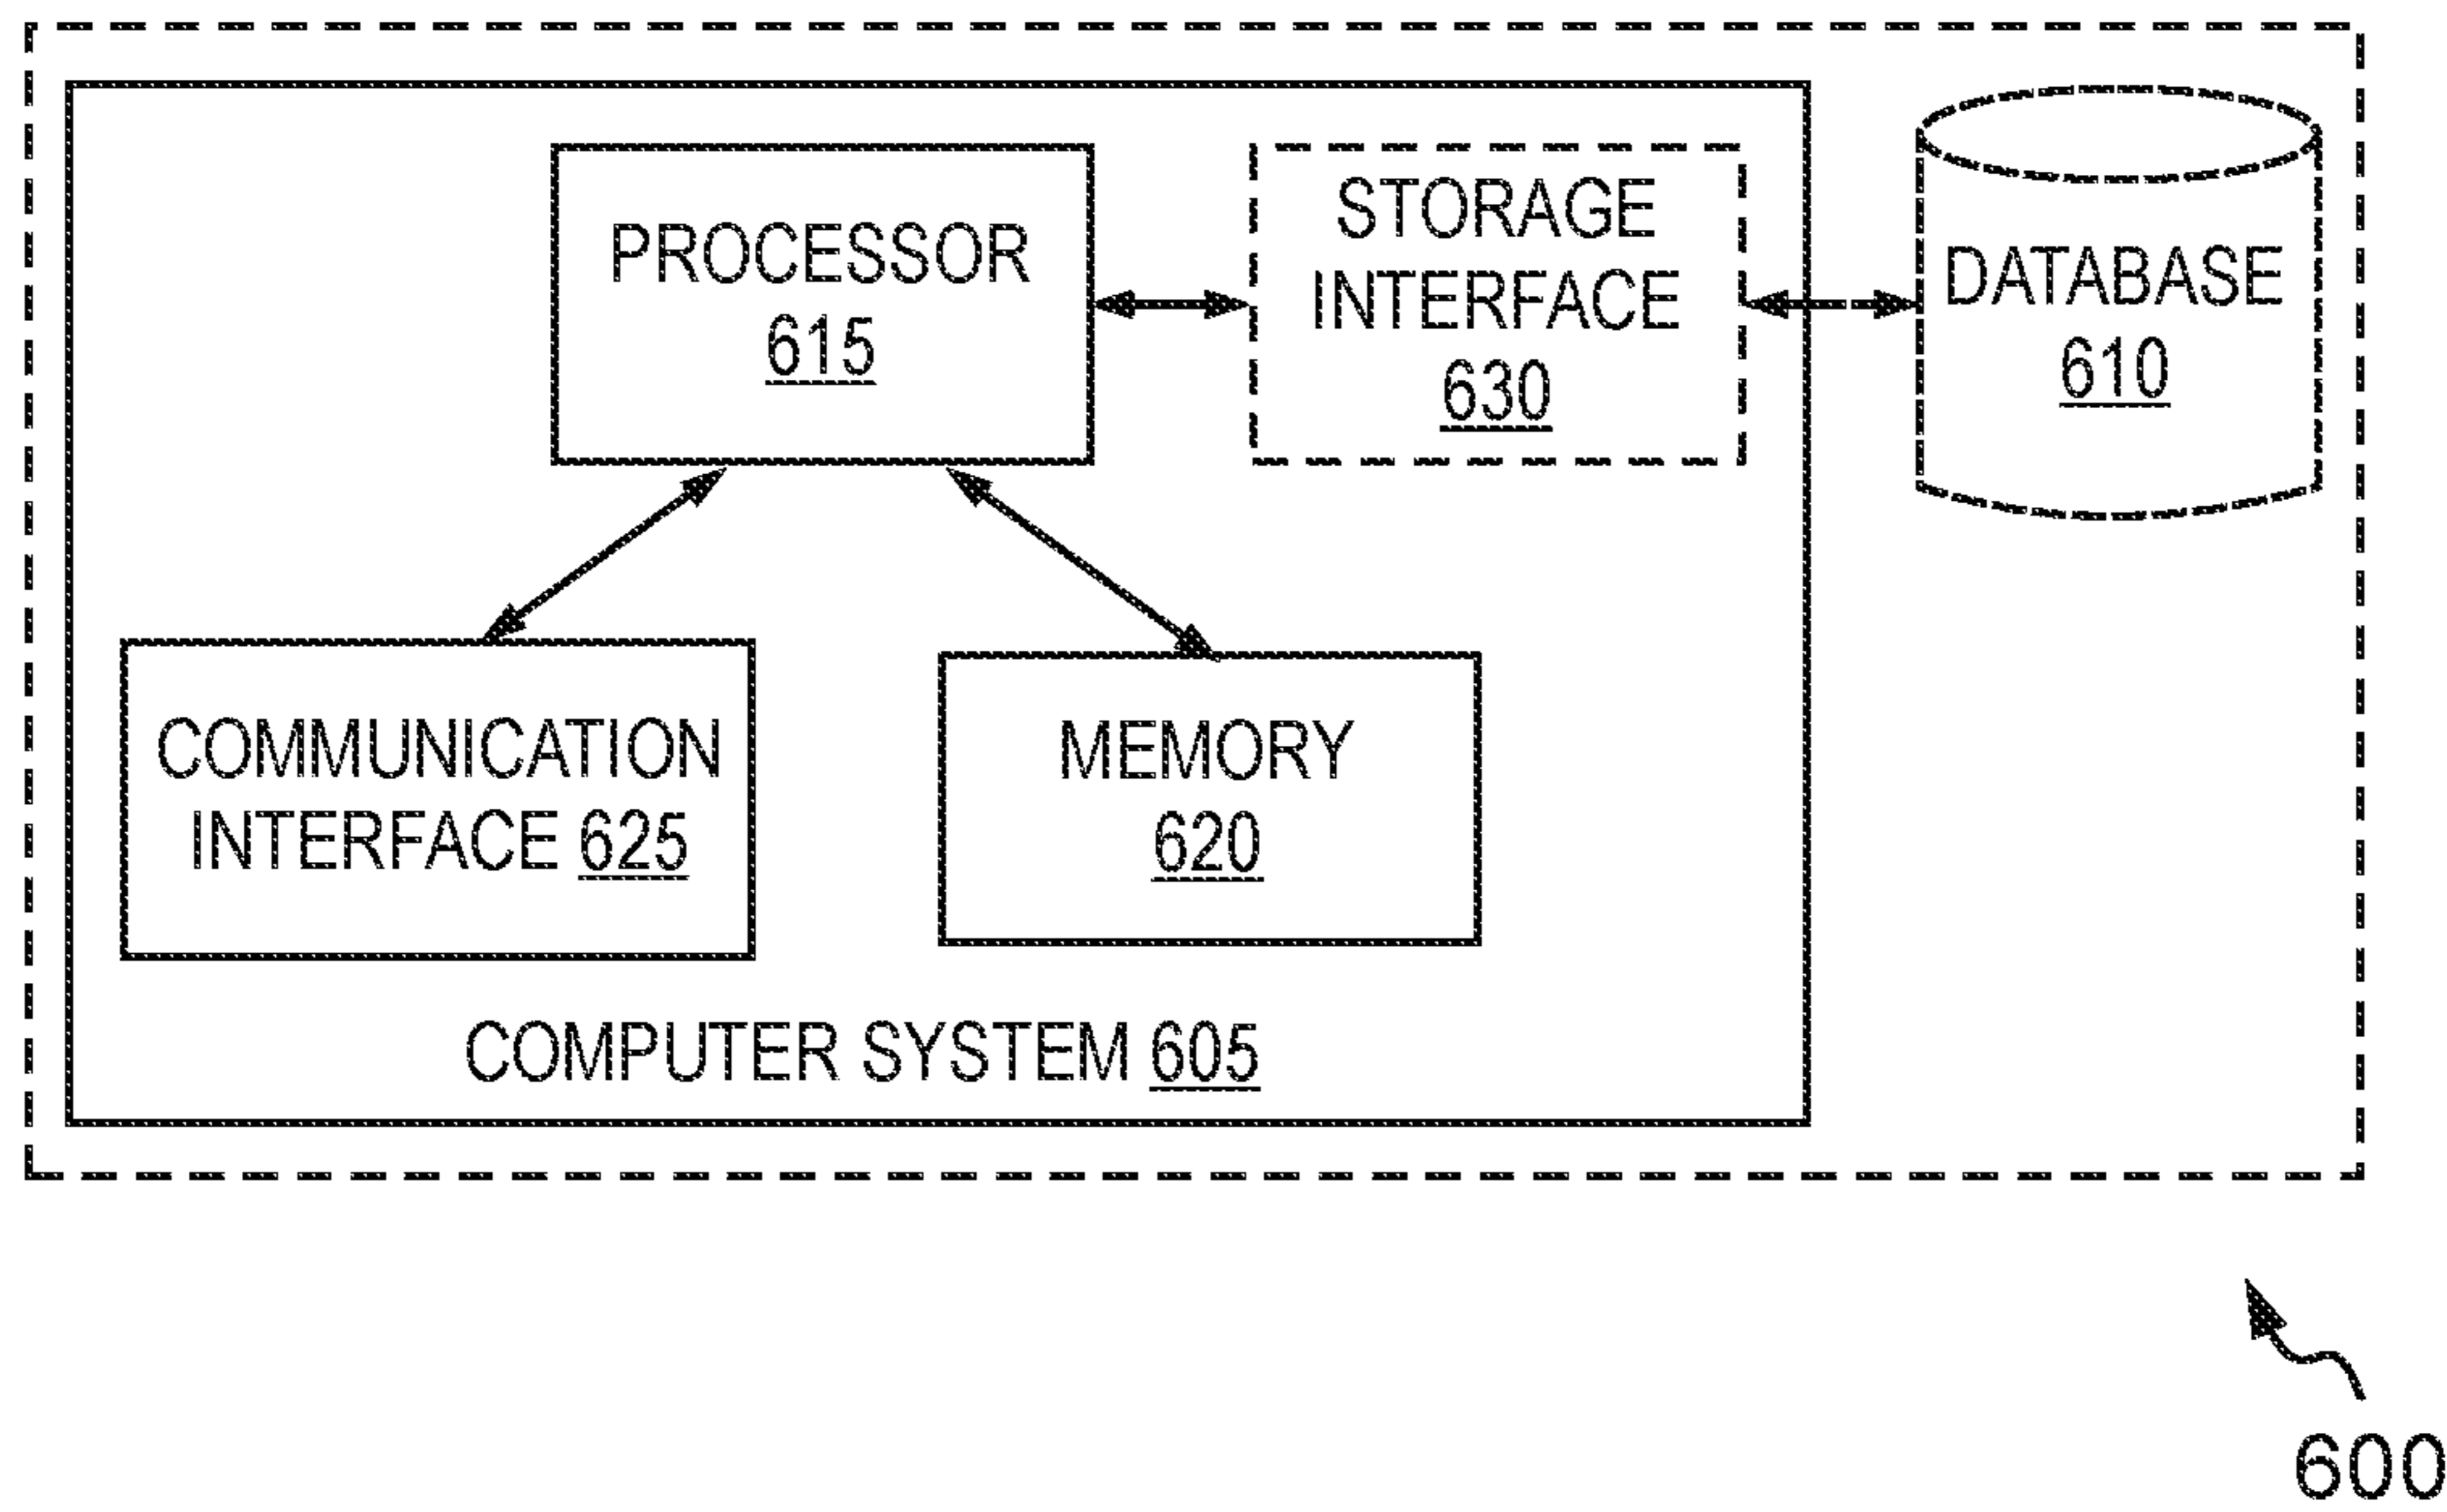 PROCESSOR
615
STORAGE
INTERFACE
630
DATABASE
610
COMMUNICATION
INTERFACE 625
MEMORY
620
COMPUTER SYSTEM 605
600